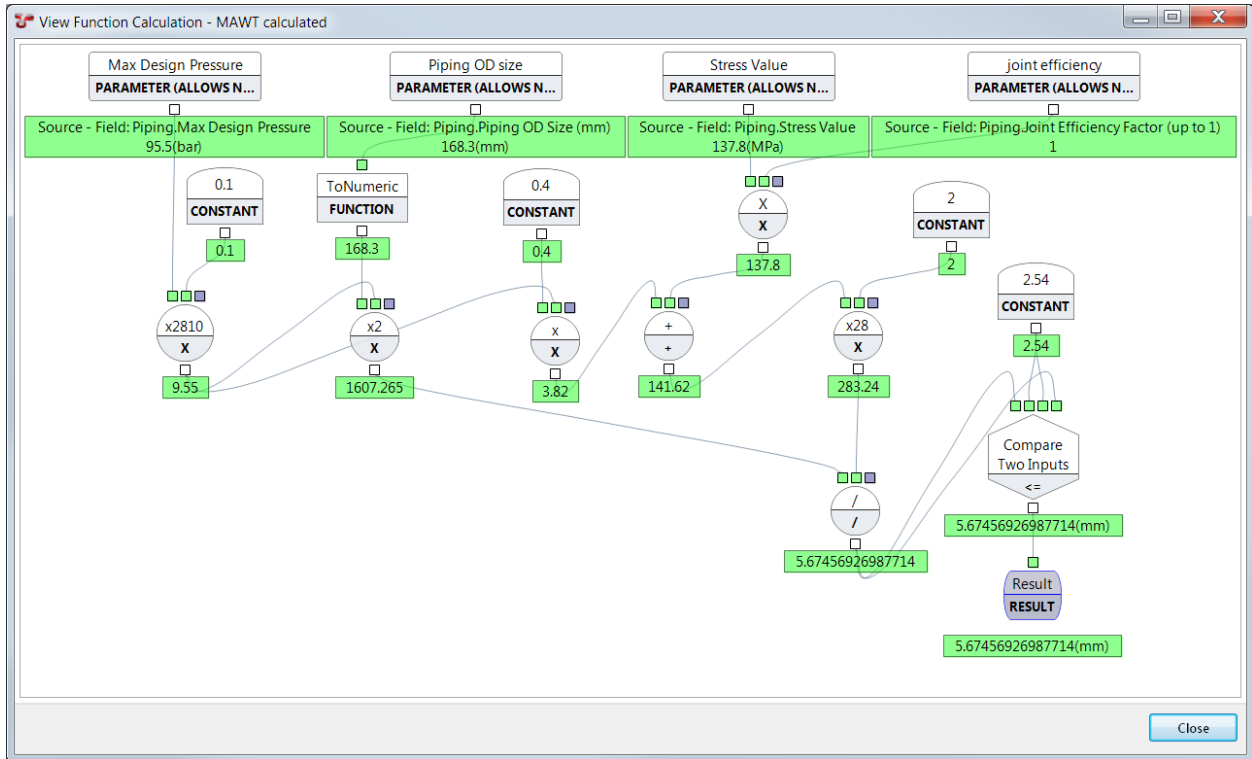 View Function Calculation - MAWT calculated
Max Design Pressure
PARAMETER (ALLOWS N...
Piping OD size
PARAMETER (ALLOWS N...
Stress Value
PARAMETER (ALLOWS N...
joint efficiency
PARAMETER (ALLOWS N...
Source - Field: Piping.Max Design Pressure
95.5(bar)
Source - Field: Piping.Piping OD Size (mm)
168.3(mm)
Source - Field: Piping.Stress Value
137.8(MPa)
Source - Field: Piping.Joint Efficiency Factor (up to 1)
1
0.1
CONSTANT
0.1
ToNumeric
FUNCTION
168.3
0.4
CONSTANT
0.4
X
X
137.8
2
CONSTANT
2
2.54
CONSTANT
2.54
x2810
X
9.55
x2
X
1607.265
x
X
3.82
+
+
141.62
x28
X
283.24
Compare
Two Inputs
<=
5.67456926987714(mm)
/
/
5.67456926987714
Result
RESULT
5.67456926987714(mm)
Close